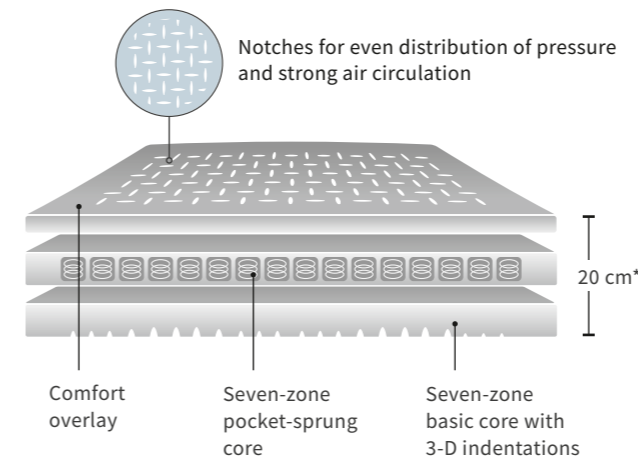 Notches for even distribution of pressure
and strong air circulation
20 cm*
Comfort
overlay
Seven-zone
pocket-sprung
core
Seven-zone
basic core with
3-D indentations